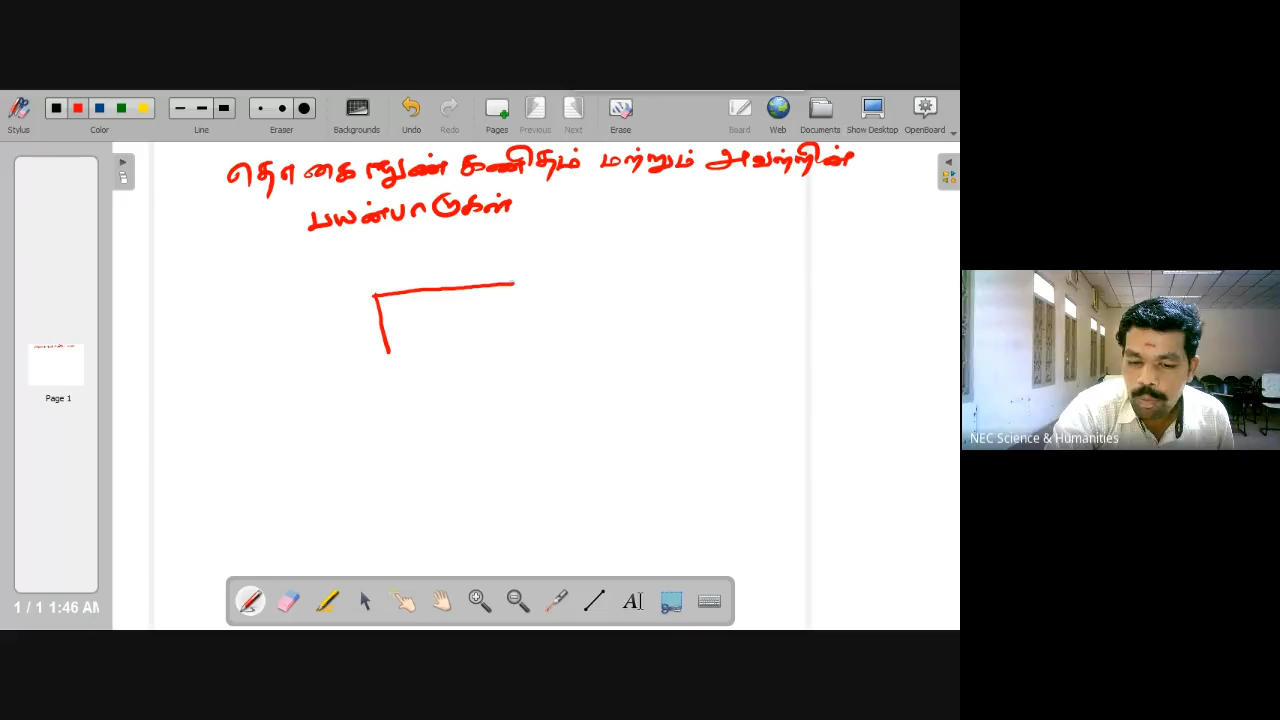 Stylus
Color
Line
Eraser
Backgrounds
Undo
Redo
Pages
Previous
Next
Erase
Board
Web
Documents
Show Desktop
OpenBoard
தொகைநுண் கணிதம் மற்றும் அவற்றின்
பயன்பாடுகள்
Page 1
1 / 1 1:46 AM
NEC Science & Humanities